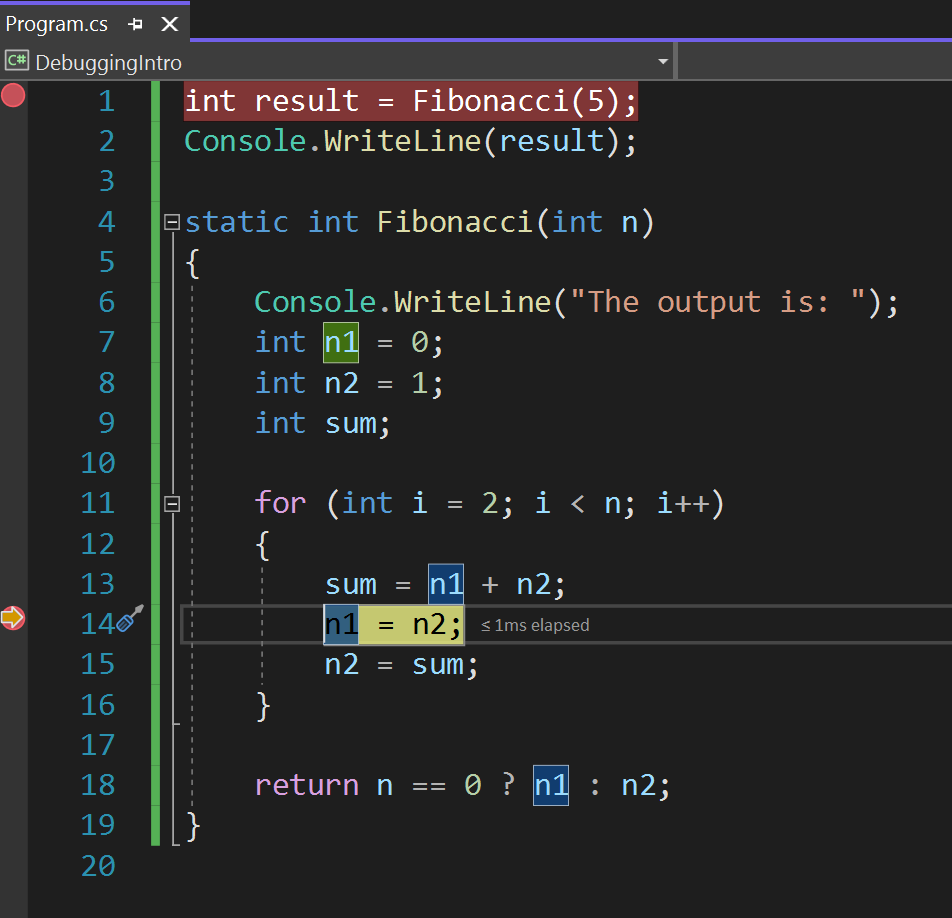 Program.cs
C# DebuggingIntro
1 int result = Fibonacci(5);
2 Console.WriteLine(result);
3
4 static int Fibonacci(int n)
5 {
6 Console.WriteLine("The output is: ");
7 int n1 = 0;
8 int n2 = 1;
9 int sum;
10
11 for (int i = 2; i < n; i++)
12 {
13 sum = n1 + n2;
14 n1 = n2; ≤ 1ms elapsed
15 n2 = sum;
16 }
17
18 return n == 0 ? n1 : n2;
19 }
20